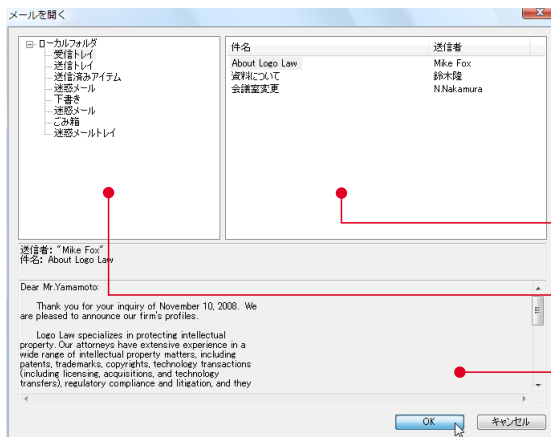 メールを開く
ローカルフォルダ
受信トレイ
送信トレイ
送信済みアイテム
迷惑メール
下書き
迷惑メール
ごみ箱
迷惑メールトレイ
件名 送信者
About Logo Law Mike Fox
資料について 鈴木隆
会議室変更 N.Nakamura
送信者: "Mike Fox"
件名: About Logo Law
Dear Mr.Yamamoto:
Thank you for your inquiry of November 10, 2008. We
are pleased to announce our firm's profiles.
Logo Law specializes in protecting intellectual
property. Our attorneys have extensive experience in a
wide range of intellectual property matters, including
patents, trademarks, copyrights, technology transactions
(including licensing, acquisitions, and technology
transfers), regulatory compliance and litigation, and they
OK キャンセル